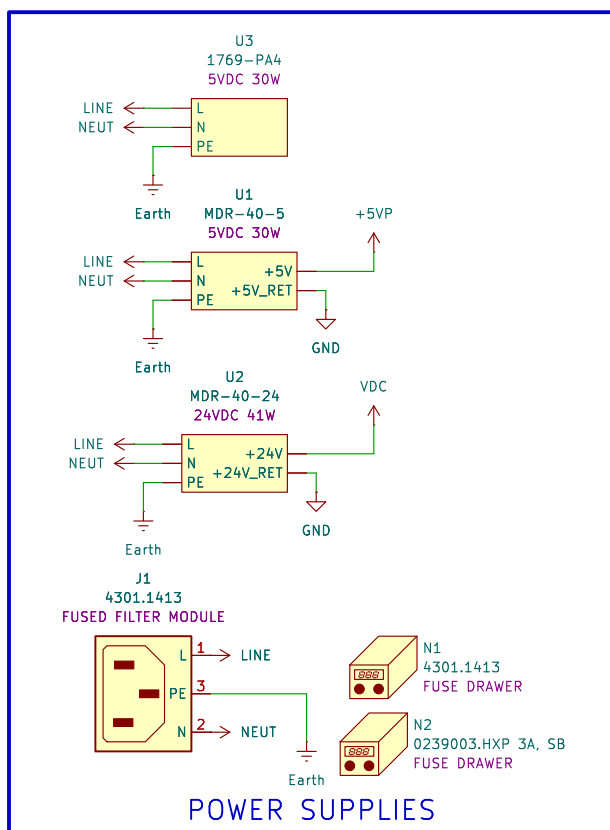 U3
1769-PA4
5VDC 30W
LINE
L
NEUT
N
PE
Earth
U1
MDR-40-5
5VDC 30W
+5VP
LINE
L
+5V
NEUT
N
+5V_RET
PE
GND
Earth
U2
MDR-40-24
24VDC 41W
VDC
LINE
L
+24V
NEUT
N
+24V_RET
PE
GND
Earth
J1
4301.1413
FUSED FILTER MODULE
L
1
LINE
PE
3
N
2
NEUT
Earth
N1
4301.1413
FUSE DRAWER
888
N2
0239003.HXP 3A, SB
FUSE DRAWER
888
POWER SUPPLIES